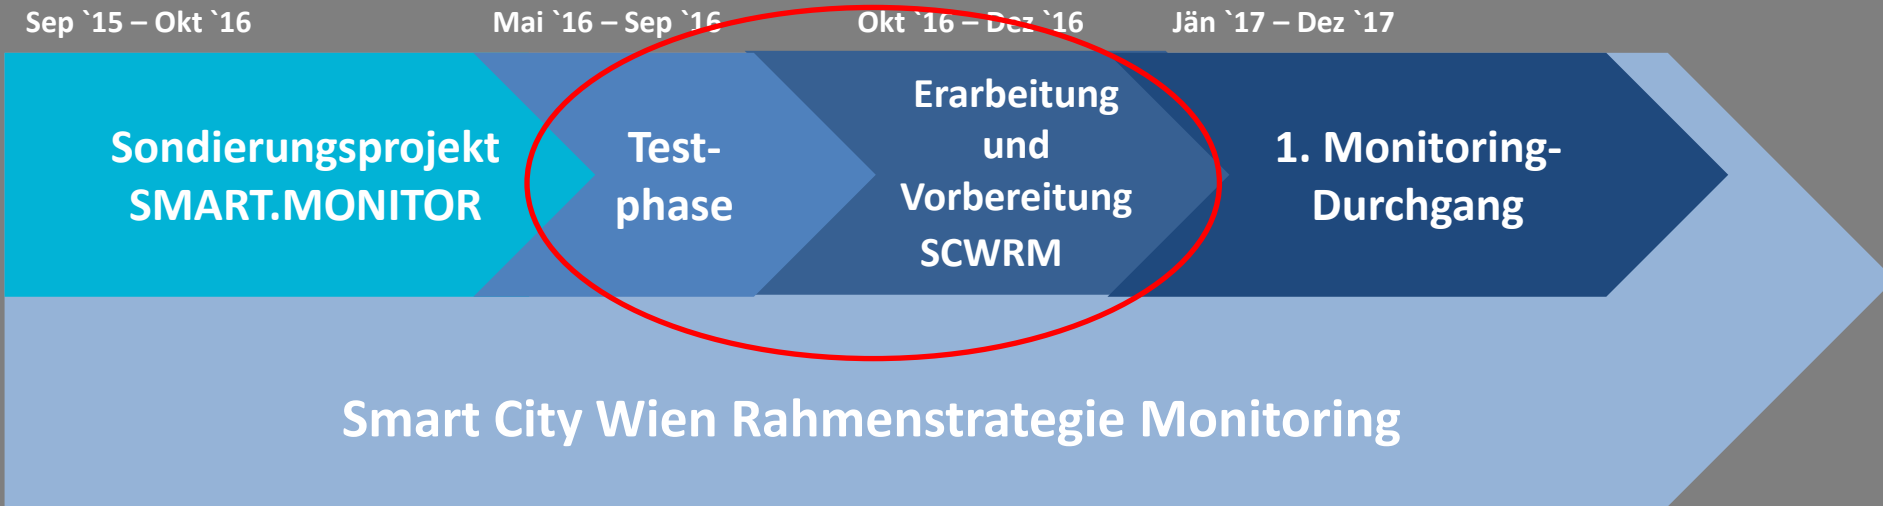 Sep `15 – Okt `16
Mai `16 – Sep `16
Okt `16 – Dez `16
Jän `17 – Dez `17
Sondierungsprojekt
SMART.MONITOR
Test-
phase
Erarbeitung
und
Vorbereitung
SCWRM
1. Monitoring-
Durchgang
Smart City Wien Rahmenstrategie Monitoring